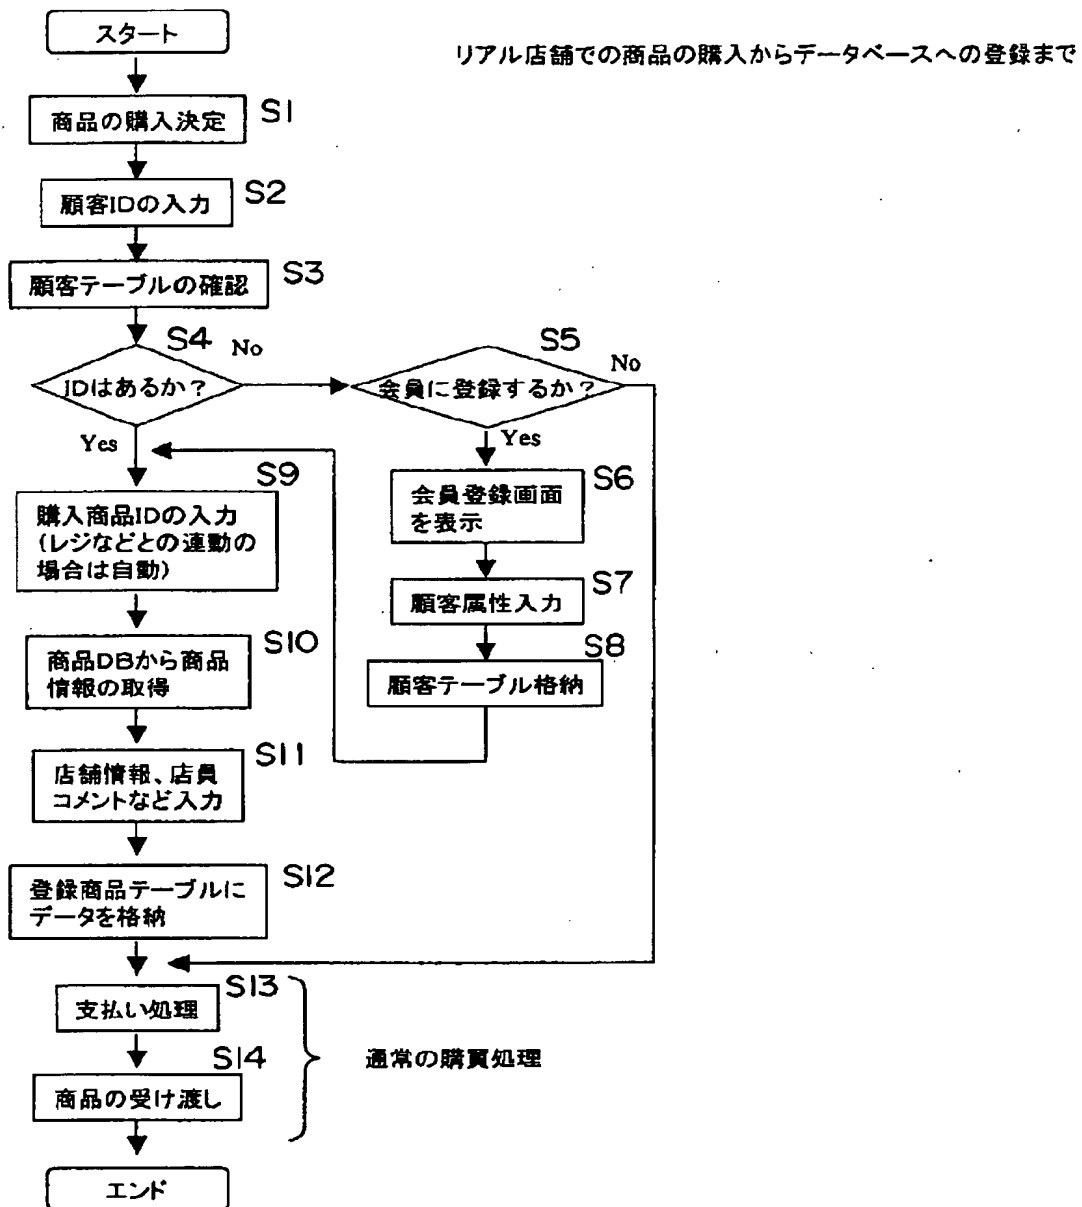 スタート
リアル店舗での商品の購入からデータベースへの登録まで
商品の購入決定
S1
顧客IDの入力
S2
顧客テーブルの確認
S3
S4
No
IDはあるか?
Yes
S5
No
会員に登録するか?
Yes
S6
会員登録画面
を表示
S7
顧客属性入力
S8
顧客テーブル格納
S9
購入商品IDの入力
(レジなどとの連動の
場合は自動)
S10
商品DBから商品
情報の取得
S11
店舗情報、店員
コメントなど入力
S12
登録商品テーブルに
データを格納
S13
支払い処理
S14
商品の受け渡し
通常の購買処理
エンド